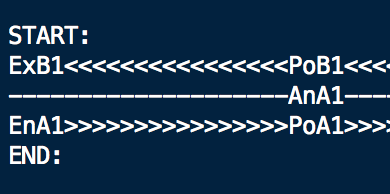 START:
ExB1<<<<<<<<<<<<<<<<PoB1<<<<
--------------------AnA1----
EnA1>>>>>>>>>>>>>>>>PoA1>>>>
END: